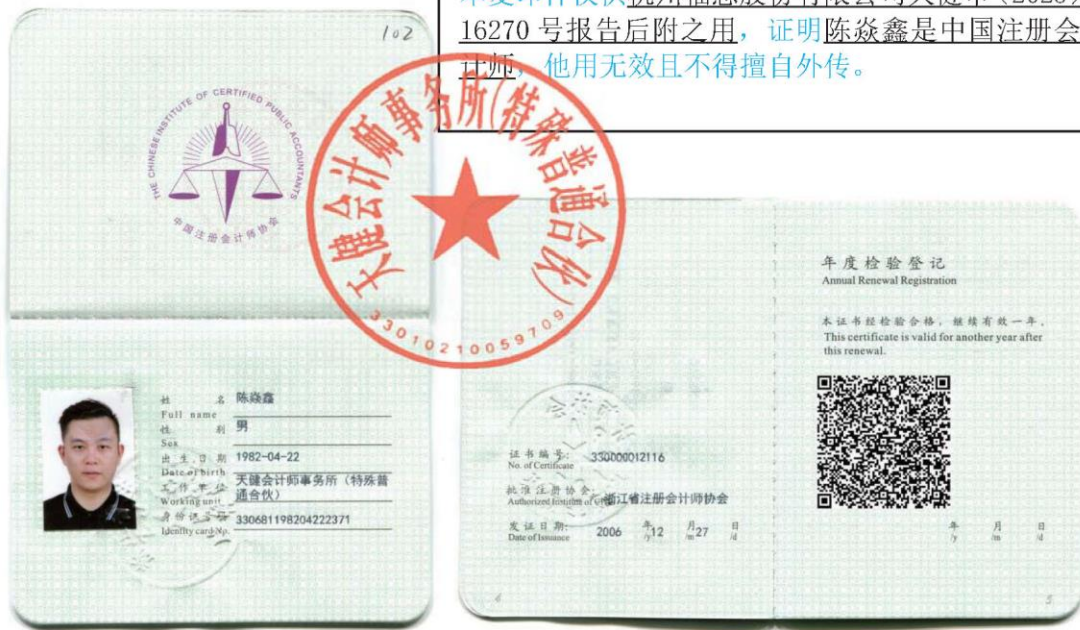 16270 号报告后附之用，证明陈焱鑫是中国注册会
计师，他用无效且不得擅自外传。
102
THE CHINESE INSTITUTE OF CERTIFIED PUBLIC ACCOUNTANTS
中国注册会计师协会
天健会计师事务所(特殊普通合伙)
33010210059709
姓 名 陈焱鑫
Full name
性 别 男
Sex
出 生 日 期 1982-04-22
Date of birth
工 作 单 位 天健会计师事务所（特殊普
通合伙）
Working unit
身份证号码 330681198204222371
Identity card No.
证书编号: 330000012116
No. of Certificate
批准注册协会: 浙江省注册会计师协会
Authorized Institute of CPAs
发证日期: 2006 年 12 月 27 日
Date of Issuance /y /m /d
6
年度检验登记
Annual Renewal Registration
本证书经检验合格，继续有效一年。
This certificate is valid for another year after
this renewal.
年 月 日
/y /m /d
5